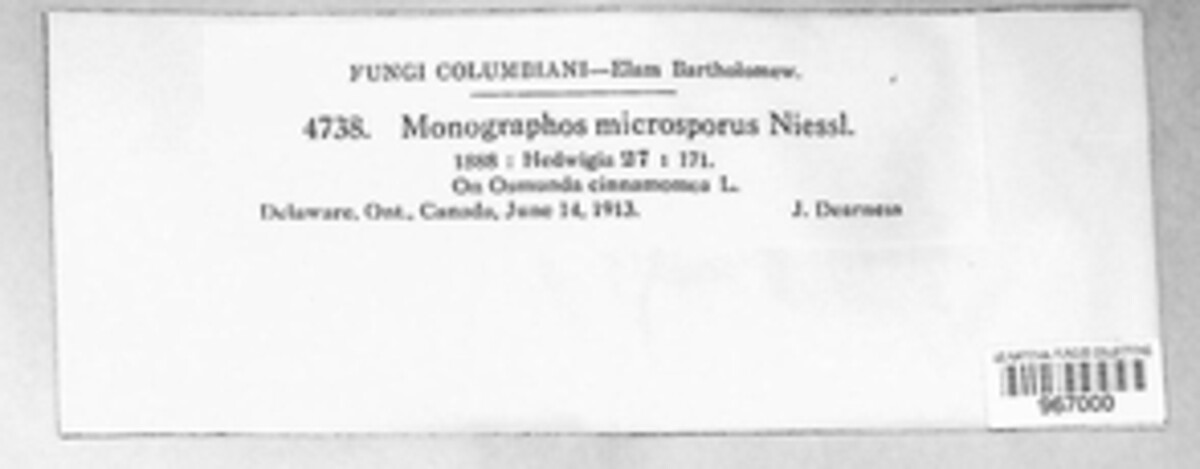 FUNGI COLUMBIANI—Elam Bartholomew.
4738. Monographos microsporus Niessl.
1888 : Hedwigia 27 : 171.
On Osmunda cinnamomea L.
Delaware, Ont., Canada, June 14, 1913. J. Dearness
967000